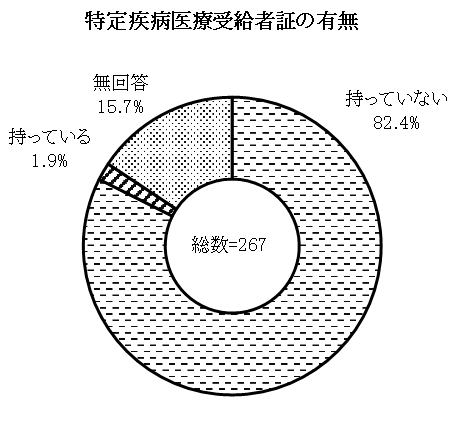 特定疾病医療受給者証の有無
無回答
15.7%
持っていない
82.4%
持っている
1.9%
総数=267